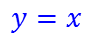 y = x